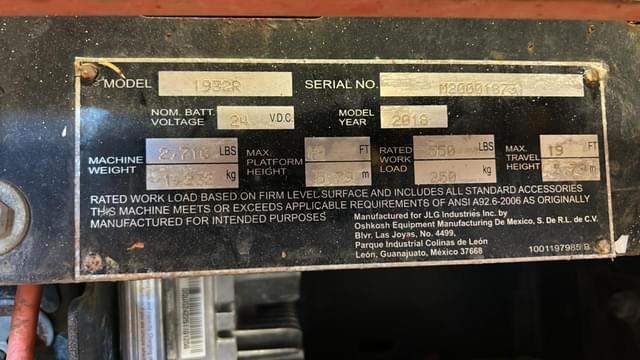 MODEL 1932R SERIAL NO. M20001873
NOM. BATT. VOLTAGE 24 V.D.C. MODEL YEAR 2018
MACHINE WEIGHT LBS kg MAX. PLATFORM HEIGHT FT m RATED WORK LOAD 550 LBS 250 kg MAX. TRAVEL HEIGHT 19 FT m
RATED WORK LOAD BASED ON FIRM LEVEL SURFACE AND INCLUDES ALL STANDARD ACCESSORIES
THIS MACHINE MEETS OR EXCEEDS APPLICABLE REQUIREMENTS OF ANSI A92.6-2006 AS ORIGINALLY
MANUFACTURED FOR INTENDED PURPOSES
Manufactured for JLG Industries Inc. by
Oshkosh Equipment Manufacturing De Mexico, S. De R.L. de C.V.
Blvr. Las Joyas, No. 4499,
Parque Industrial Colinas de León
León, Guanajuato, México 37668
1001197985 B